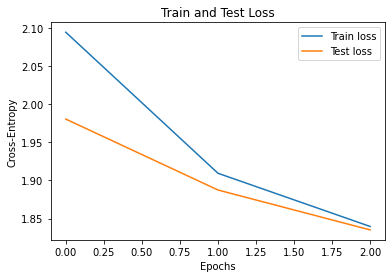 Train and Test Loss
Train loss
Test loss
Cross-Entropy
2.10
2.05
2.00
1.95
1.90
1.85
0.00 0.25 0.50 0.75 1.00 1.25 1.50 1.75 2.00
Epochs